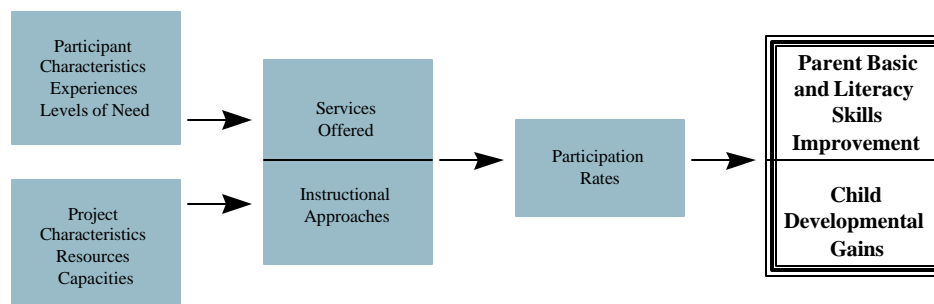 Participant
Characteristics
Experiences
Levels of Need
Project
Characteristics
Resources
Capacities
Services
Offered
Instructional
Approaches
Participation
Rates
Parent Basic
and Literacy
Skills
Improvement
Child
Developmental
Gains